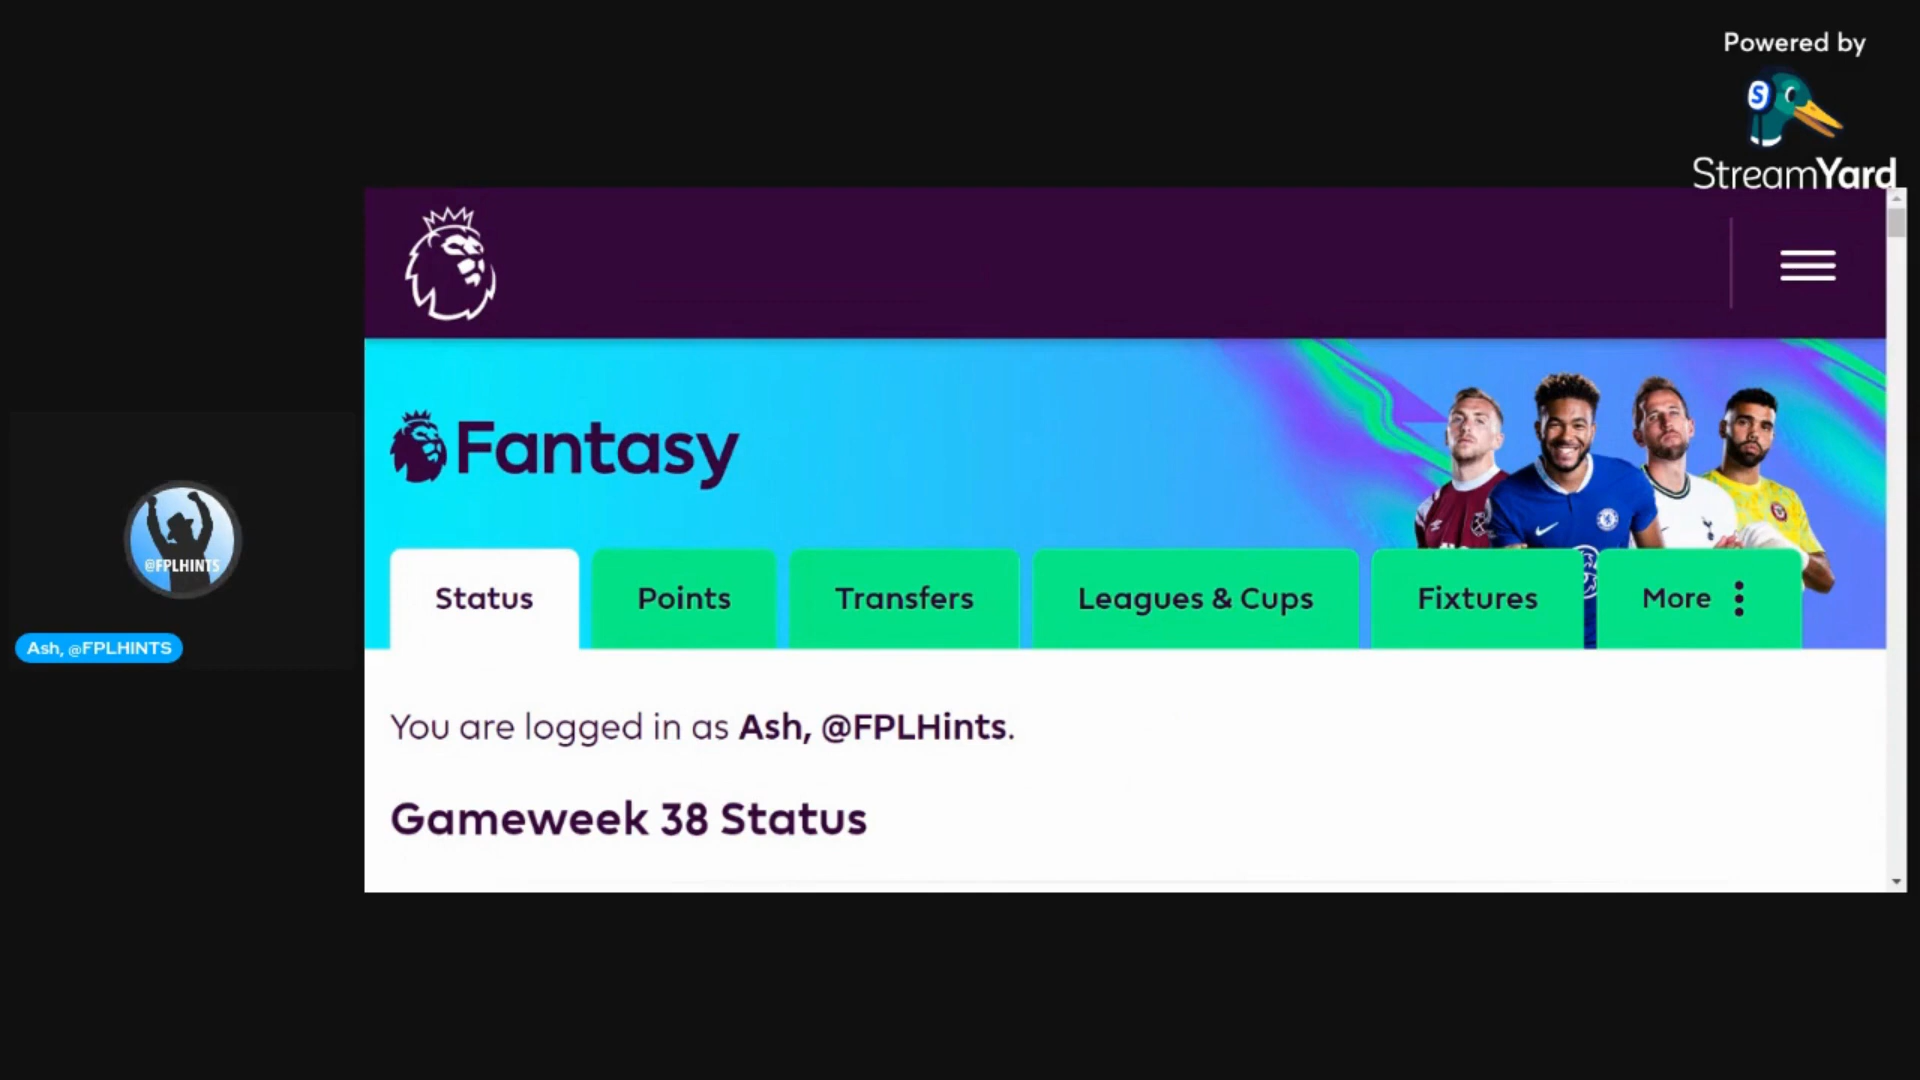 Powered by
S
StreamYard
Fantasy
Status
Points
Transfers
Leagues & Cups
Fixtures
More
@FPLHINTS
Ash, @FPLHINTS
You are logged in as Ash, @FPLHints.
Gameweek 38 Status